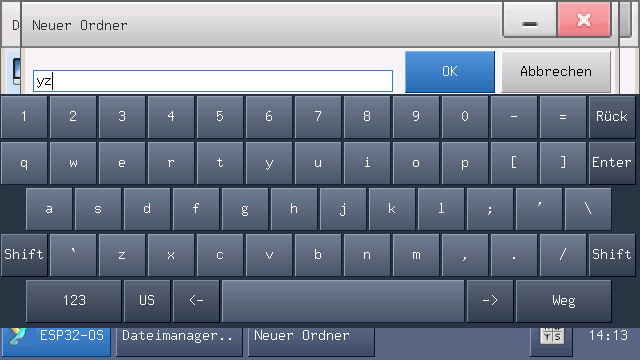 D Neuer Ordner
yz OK Abbrechen
1 2 3 4 5 6 7 8 9 0 - = Rück
q w e r t y u i o p [ ] Enter
a s d f g h j k l ; ' \
Shift ` z x c v b n m , . / Shift
123 US <- -> Weg
ESP32-OS Dateimanager.. Neuer Ordner 14:13